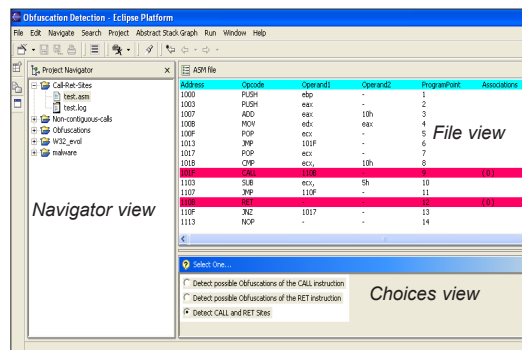 Obfuscation Detection - Eclipse Platform
File Edit Navigate Search Project Abstract Stack Graph Run Window Help
Project Navigator x
Call-Ret-Sites
test.asm
test.log
Non-contiguous-calls
Obfuscations
W32_evol
malware
Navigator view
ASM file
Address Opcode Operand1 Operand2 ProgramPoint Associations
1000 PUSH ebp - 1
1003 PUSH eax - 2
1007 ADD eax 10h 3
100B MOV edx eax 4
100F POP ecx - 5
1013 JMP 101F - 6
1017 POP ecx - 7
101B CMP ecx, 10h 8
101F CALL 110B - 9 ( 0 )
1103 SUB ecx, 5h 10
1107 JMP 110F - 11
110B RET - - 12 ( 0 )
110F JNZ 1017 - 13
1113 NOP - - 14
File view
Select One...
Detect possible Obfuscations of the CALL instruction
Detect possible Obfuscations of the RET instruction
Detect CALL and RET Sites
Choices view